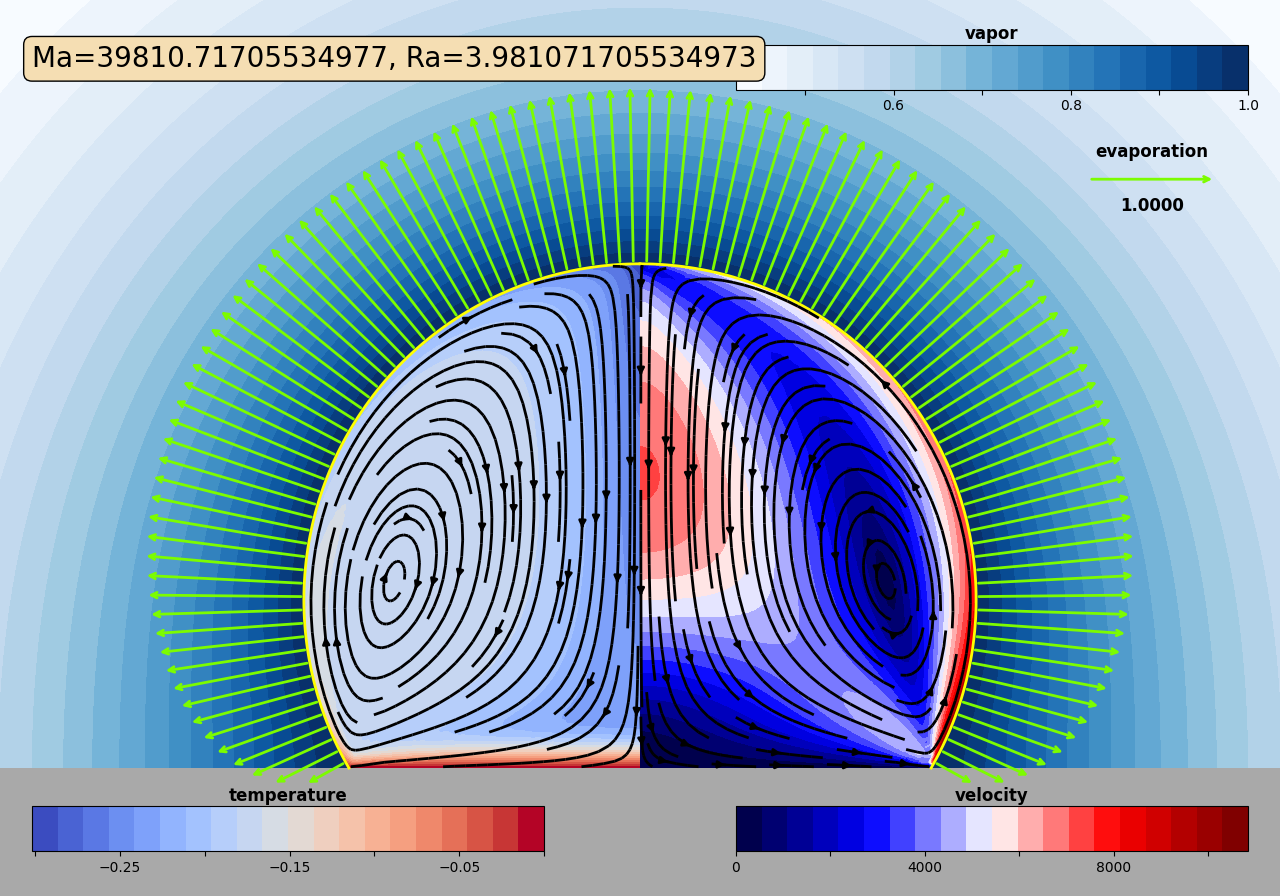 vapor
Ma=39810.71705534977, Ra=3.981071705534973
0.6 0.8 1.0
evaporation
1.0000
temperature velocity
−0.25 −0.15 −0.05 0 4000 8000